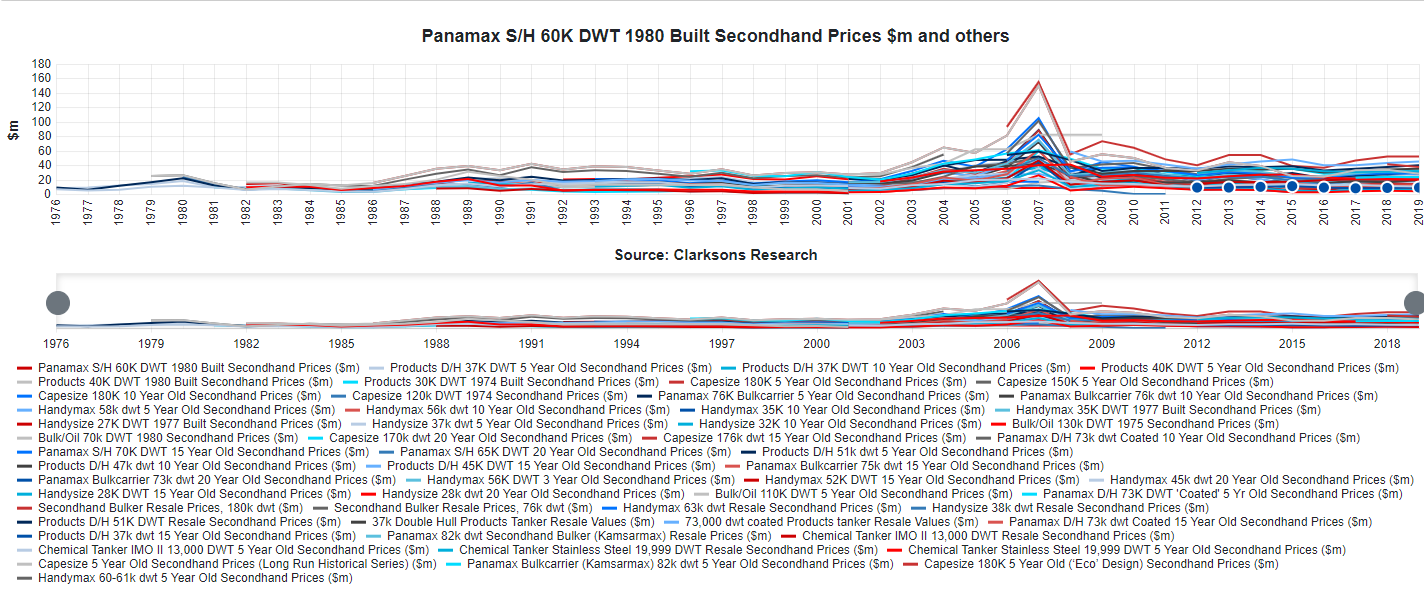 Panamax S/H 60K DWT 1980 Built Secondhand Prices $m and others
180
160
140
120
100
80
60
40
20
0
$m
1976 1977 1978 1979 1980 1981 1982 1983 1984 1985 1986 1987 1988 1989 1990 1991 1992 1993 1994 1995 1996 1997 1998 1999 2000 2001 2002 2003 2004 2005 2006 2007 2008 2009 2010 2011 2012 2013 2014 2015 2016 2017 2018 2019
Source: Clarksons Research
1976 1979 1982 1985 1988 1991 1994 1997 2000 2003 2006 2009 2012 2015 2018
Panamax S/H 60K DWT 1980 Built Secondhand Prices ($m) Products D/H 37K DWT 5 Year Old Secondhand Prices ($m) Products D/H 37K DWT 10 Year Old Secondhand Prices ($m) Products 40K DWT 5 Year Old Secondhand Prices ($m)
Products 40K DWT 1980 Built Secondhand Prices ($m) Products 30K DWT 1974 Built Secondhand Prices ($m) Capesize 180K 5 Year Old Secondhand Prices ($m) Capesize 150K 5 Year Old Secondhand Prices ($m)
Capesize 180K 10 Year Old Secondhand Prices ($m) Capesize 120k dwt 1974 Secondhand Prices ($m) Panamax 76K Bulkcarrier 5 Year Old Secondhand Prices ($m) Panamax Bulkcarrier 76k dwt 10 Year Old Secondhand Prices ($m)
Handymax 58k dwt 5 Year Old Secondhand Prices ($m) Handymax 56k dwt 10 Year Old Secondhand Prices ($m) Handymax 35K 10 Year Old Secondhand Prices ($m) Handymax 35K DWT 1977 Built Secondhand Prices ($m)
Handysize 27K DWT 1977 Built Secondhand Prices ($m) Handysize 37k dwt 5 Year Old Secondhand Prices ($m) Handysize 32K 10 Year Old Secondhand Prices ($m) Bulk/Oil 130k DWT 1975 Secondhand Prices ($m)
Bulk/Oil 70k DWT 1980 Secondhand Prices ($m) Capesize 170k dwt 20 Year Old Secondhand Prices ($m) Capesize 176k dwt 15 Year Old Secondhand Prices ($m) Panamax D/H 73k dwt Coated 10 Year Old Secondhand Prices ($m)
Panamax S/H 70K DWT 15 Year Old Secondhand Prices ($m) Panamax S/H 65K DWT 20 Year Old Secondhand Prices ($m) Products D/H 51k dwt 5 Year Old Secondhand Prices ($m)
Products D/H 47k dwt 10 Year Old Secondhand Prices ($m) Products D/H 45K DWT 15 Year Old Secondhand Prices ($m) Panamax Bulkcarrier 75k dwt 15 Year Old Secondhand Prices ($m)
Panamax Bulkcarrier 73k dwt 20 Year Old Secondhand Prices ($m) Handymax 56K DWT 3 Year Old Secondhand Prices ($m) Handymax 52K DWT 15 Year Old Secondhand Prices ($m) Handymax 45k dwt 20 Year Old Secondhand Prices ($m)
Handysize 28K DWT 15 Year Old Secondhand Prices ($m) Handysize 28k dwt 20 Year Old Secondhand Prices ($m) Bulk/Oil 110K DWT 5 Year Old Secondhand Prices ($m) Panamax D/H 73K DWT 'Coated' 5 Yr Old Secondhand Prices ($m)
Secondhand Bulker Resale Prices, 180k dwt ($m) Secondhand Bulker Resale Prices, 76k dwt ($m) Handymax 63k dwt Resale Secondhand Prices ($m) Handysize 38k dwt Resale Secondhand Prices ($m)
Products D/H 51K DWT Resale Secondhand Prices ($m) 37k Double Hull Products Tanker Resale Values ($m) 73,000 dwt coated Products tanker Resale Values ($m) Panamax D/H 73k dwt Coated 15 Year Old Secondhand Prices ($m)
Products D/H 37k dwt 15 Year Old Secondhand Prices ($m) Panamax 82k dwt Secondhand Bulker (Kamsarmax) Resale Prices ($m) Chemical Tanker IMO II 13,000 DWT Resale Secondhand Prices ($m)
Chemical Tanker IMO II 13,000 DWT 5 Year Old Secondhand Prices ($m) Chemical Tanker Stainless Steel 19,999 DWT Resale Secondhand Prices ($m) Chemical Tanker Stainless Steel 19,999 DWT 5 Year Old Secondhand Prices ($m)
Capesize 5 Year Old Secondhand Prices (Long Run Historical Series) ($m) Panamax Bulkcarrier (Kamsarmax) 82k dwt 5 Year Old Secondhand Prices ($m) Capesize 180K 5 Year Old (‘Eco’ Design) Secondhand Prices ($m)
Handymax 60-61k dwt 5 Year Old Secondhand Prices ($m)